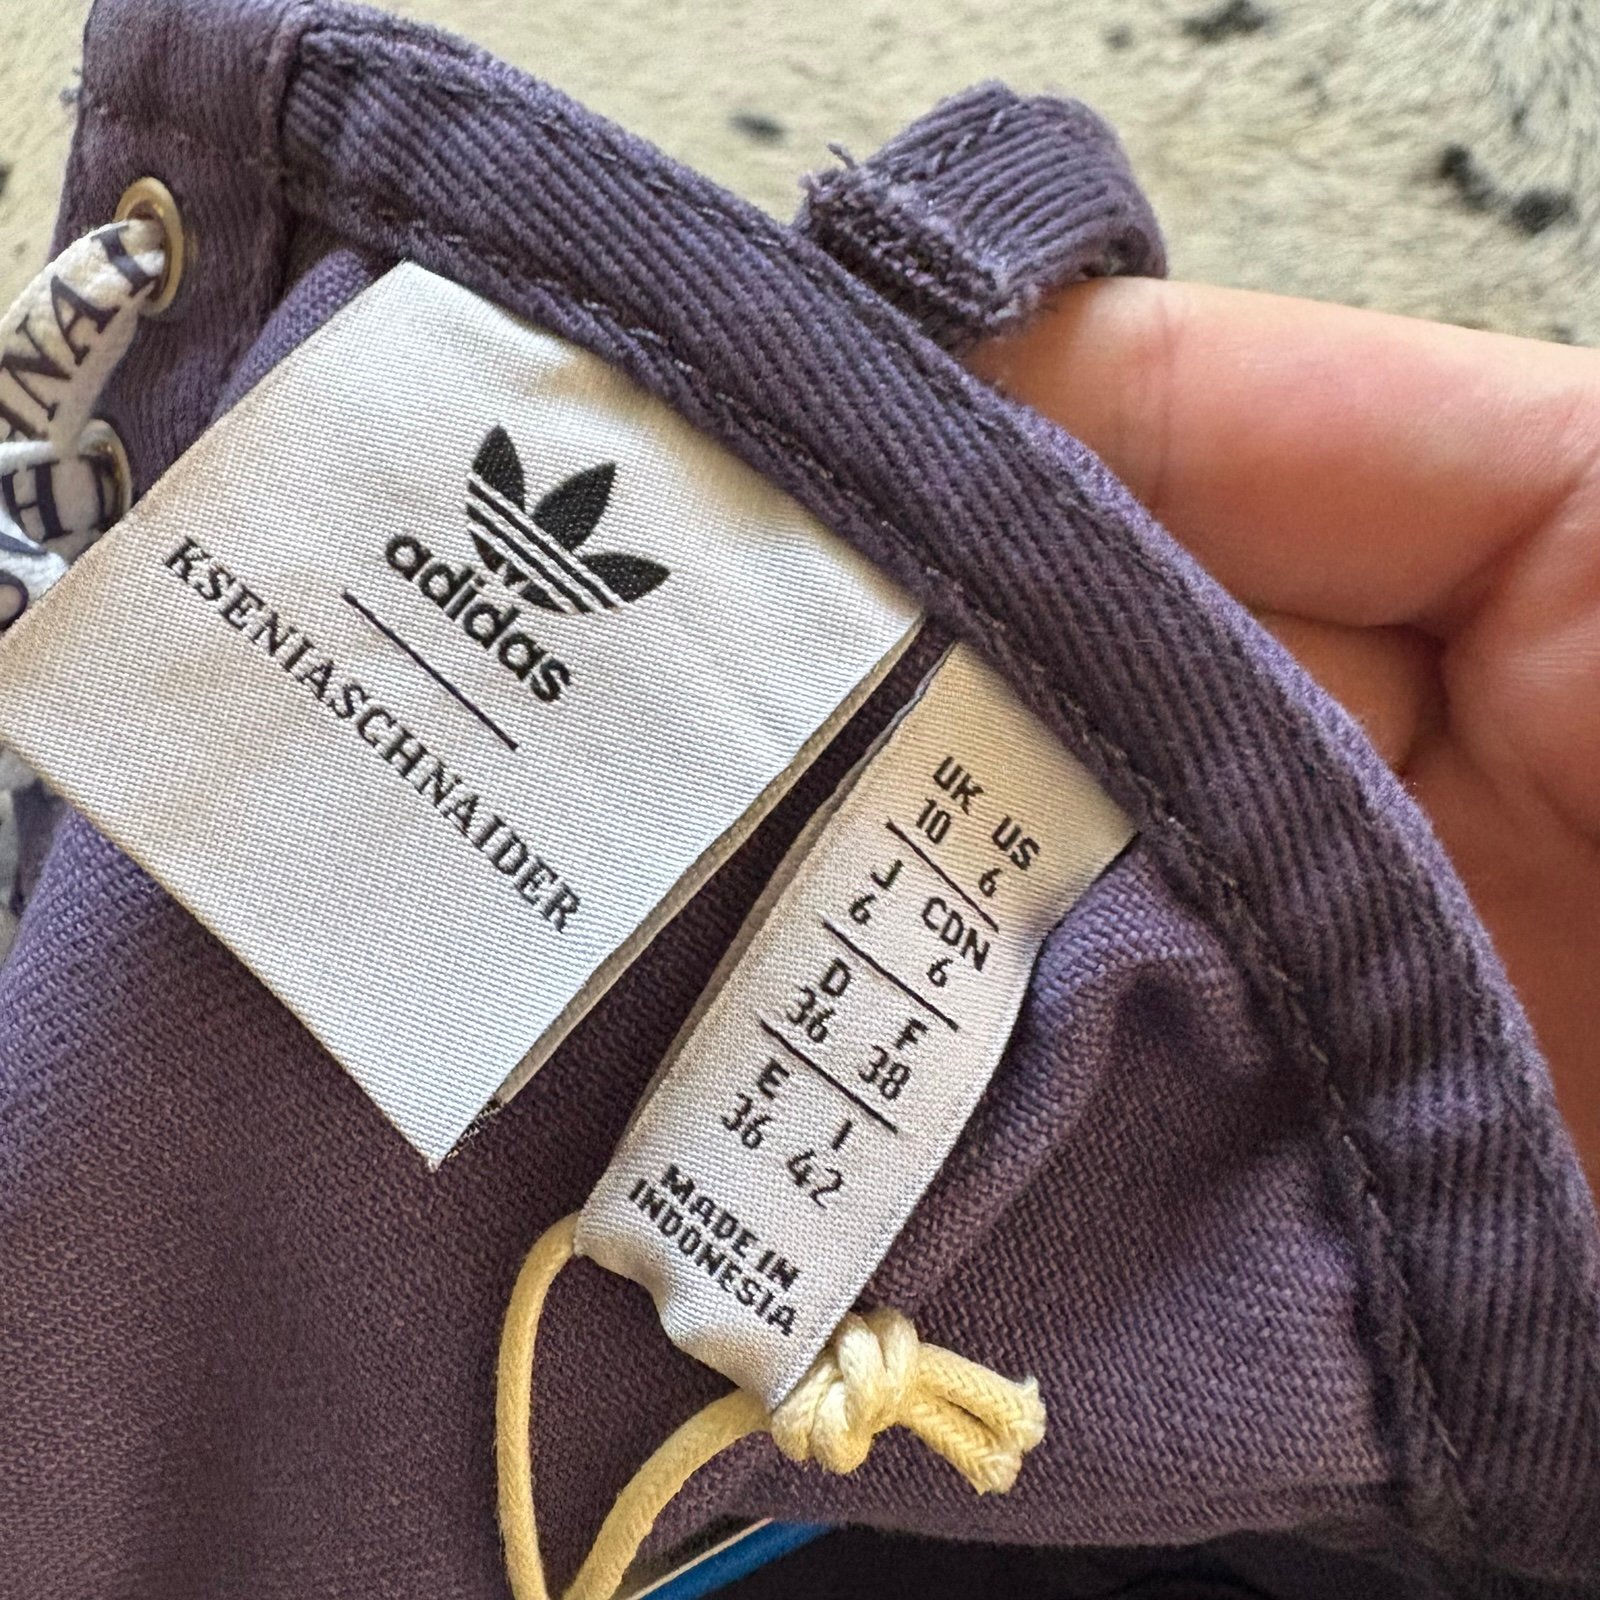 adidas
KSENIASCHNAIDER
UK US
10 6
J CDN
6 6
D F
36 38
E I
36 42
MADE IN
INDONESIA